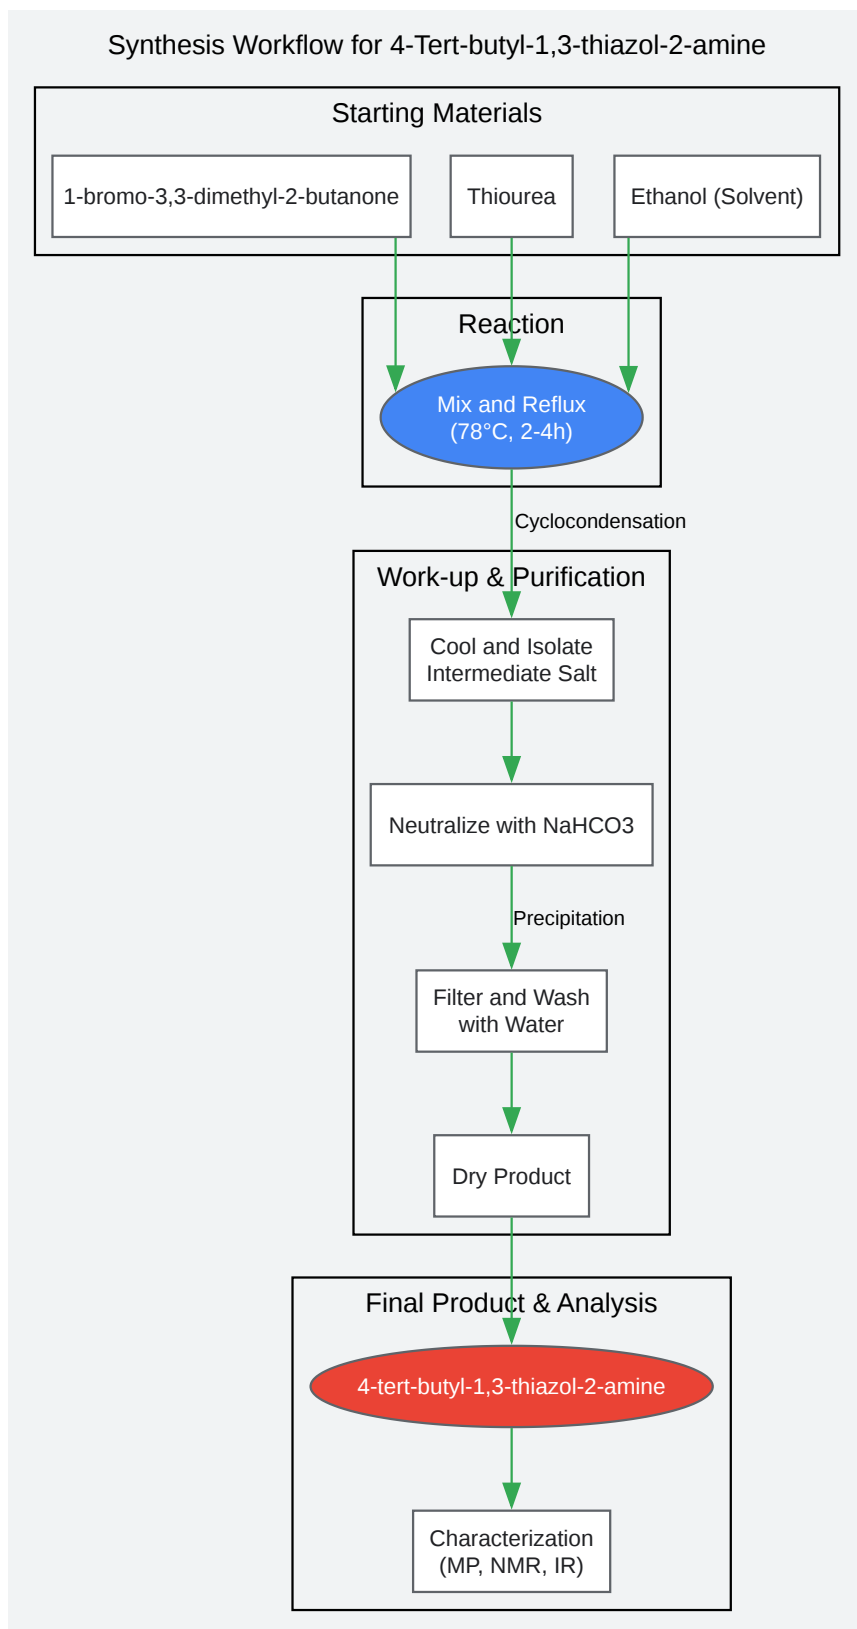 Synthesis Workflow for 4-Tert-butyl-1,3-thiazol-2-amine
Starting Materials
1-bromo-3,3-dimethyl-2-butanone
Thiourea
Ethanol (Solvent)
Reaction
Mix and Reflux
(78°C, 2-4h)
Cyclocondensation
Work-up & Purification
Cool and Isolate
Intermediate Salt
Neutralize with NaHCO3
Precipitation
Filter and Wash
with Water
Dry Product
Final Product & Analysis
4-tert-butyl-1,3-thiazol-2-amine
Characterization
(MP, NMR, IR)